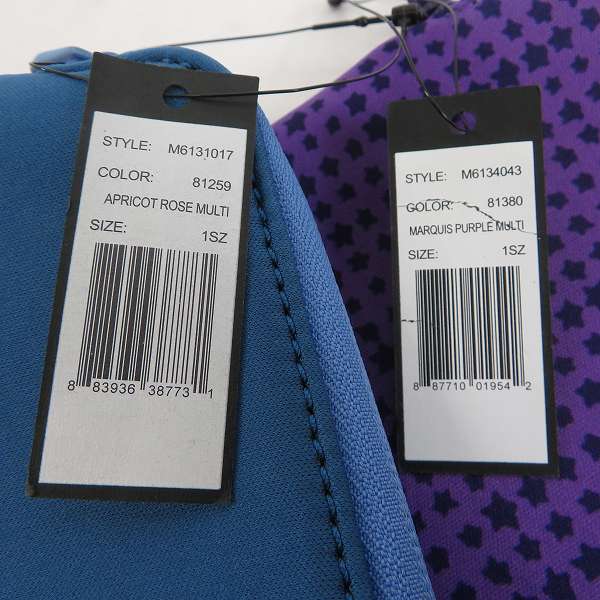 STYLE: M6131017
COLOR: 81259
APRICOT ROSE MULTI
SIZE: 1SZ
8 83936 38773 1
STYLE: M6134043
COLOR: 81380
MARQUIS PURPLE MULTI
SIZE: 1SZ
8 87710 01954 2